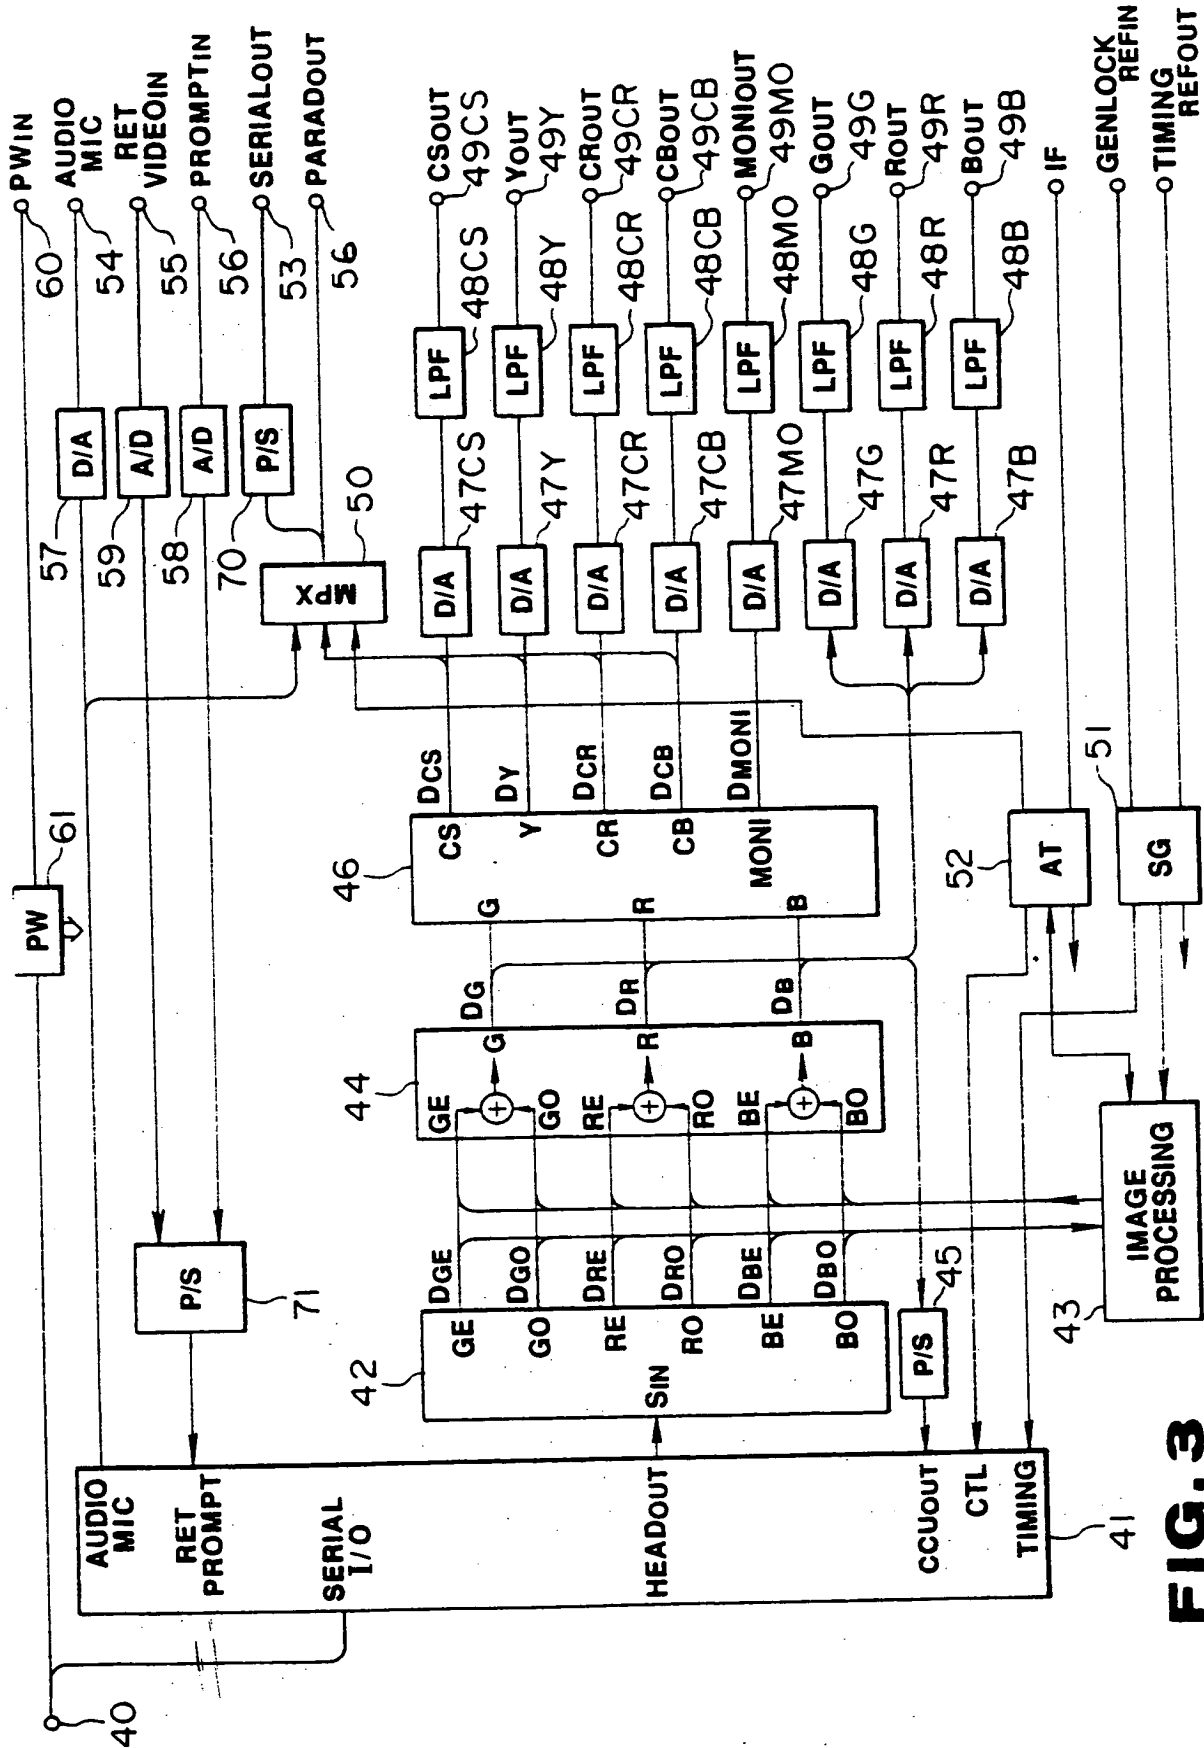 PWIN
60
PW
61
AUDIO
MIC
54
D/A
57
RET
VIDEOIN
55
A/D
59
PROMPTIN
56
A/D
58
SERIALOUT
53
P/S
70
PARADOUT
56
MPX
50
40
AUDIO
MIC
RET
PROMPT
SERIAL
I/O
HEADOUT
CCUOUT
CTL
TIMING
41
P/S
71
42
SIN
GE
GO
RE
RO
BE
BO
DGE
DGO
DRE
DRO
DBE
DBO
P/S
45
44
GE
GO
RE
RO
BE
BO
+
+
+
G
R
B
DG
DR
DB
46
G
R
B
CS
Y
CR
CB
MONI
DCS
DY
DCR
DCB
DMONI
D/A
47CS
LPF
48CS
CSOUT
49CS
D/A
47Y
LPF
48Y
YOUT
49Y
D/A
47CR
LPF
48CR
CROUT
49CR
D/A
47CB
LPF
48CB
CBOUT
49CB
D/A
47MO
LPF
48MO
MONIOUT
49MO
D/A
47G
LPF
48G
GOUT
49G
D/A
47R
LPF
48R
ROUT
49R
D/A
47B
LPF
48B
BOUT
49B
IMAGE
PROCESSING
43
AT
52
IF
SG
51
GENLOCK
REFIN
TIMING
REFOUT
FIG.3